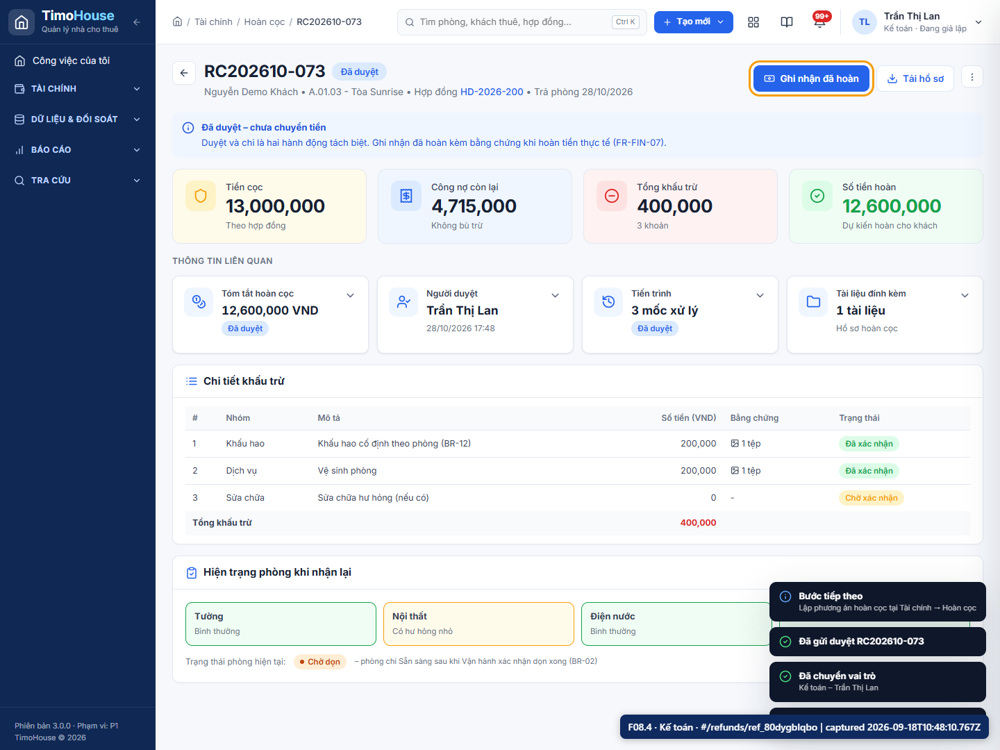 TimoHouse
Quản lý nhà cho thuê
Công việc của tôi
TÀI CHÍNH
DỮ LIỆU & ĐỐI SOÁT
BÁO CÁO
TRA CỨU
Phiên bản 3.0.0 · Phạm vi: P1
TimoHouse © 2026
/ Tài chính / Hoàn cọc / RC202610-073
Tìm phòng, khách thuê, hợp đồng...
Ctrl K
Tạo mới
99+
TL
Trần Thị Lan
Kế toán · Đang giả lập
RC202610-073
Đã duyệt
Nguyễn Demo Khách • A.01.03 - Tòa Sunrise • Hợp đồng HD-2026-200 • Trả phòng 28/10/2026
Ghi nhận đã hoàn
Tải hồ sơ
Đã duyệt – chưa chuyển tiền
Duyệt và chi là hai hành động tách biệt. Ghi nhận đã hoàn kèm bằng chứng khi hoàn tiền thực tế (FR-FIN-07).
Tiền cọc
13,000,000
Theo hợp đồng
Công nợ còn lại
4,715,000
Không bù trừ
Tổng khấu trừ
400,000
3 khoản
Số tiền hoàn
12,600,000
Dự kiến hoàn cho khách
THÔNG TIN LIÊN QUAN
Tóm tắt hoàn cọc
12,600,000 VND
Đã duyệt
Người duyệt
Trần Thị Lan
28/10/2026 17:48
Tiến trình
3 mốc xử lý
Đã duyệt
Tài liệu đính kèm
1 tài liệu
Hồ sơ hoàn cọc
Chi tiết khấu trừ
# Nhóm Mô tả Số tiền (VND) Bằng chứng Trạng thái
1 Khấu hao Khấu hao cố định theo phòng (BR-12) 200,000 1 tệp Đã xác nhận
2 Dịch vụ Vệ sinh phòng 200,000 1 tệp Đã xác nhận
3 Sửa chữa Sửa chữa hư hỏng (nếu có) 0 - Chờ xác nhận
Tổng khấu trừ 400,000
Hiện trạng phòng khi nhận lại
Tường
Bình thường
Nội thất
Có hư hỏng nhỏ
Điện nước
Bình thường
Trạng thái phòng hiện tại: Chờ dọn – phòng chỉ Sẵn sàng sau khi Vận hành xác nhận dọn xong (BR-02)
Bước tiếp theo
Lập phương án hoàn cọc tại Tài chính → Hoàn cọc
Đã gửi duyệt RC202610-073
Đã chuyển vai trò
Kế toán – Trần Thị Lan
F08.4 · Kế toán · #/refunds/ref_80dygblqbo | captured 2026-09-18T10:48:10.767Z